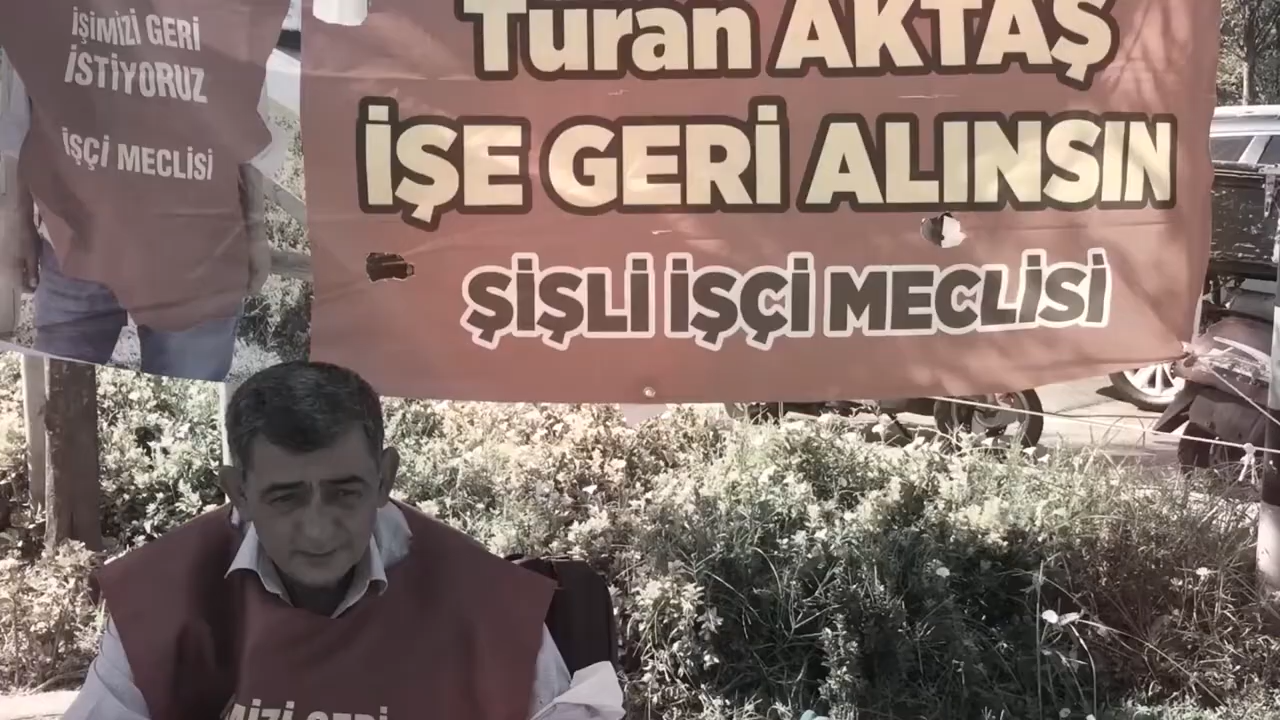 İŞİMİZİ GERİ
İSTİYORUZ
İŞÇİ MECLİSİ
Turan AKTAŞ
İŞE GERİ ALINSIN
ŞİŞLİ İŞÇİ MECLİSİ
GERİ